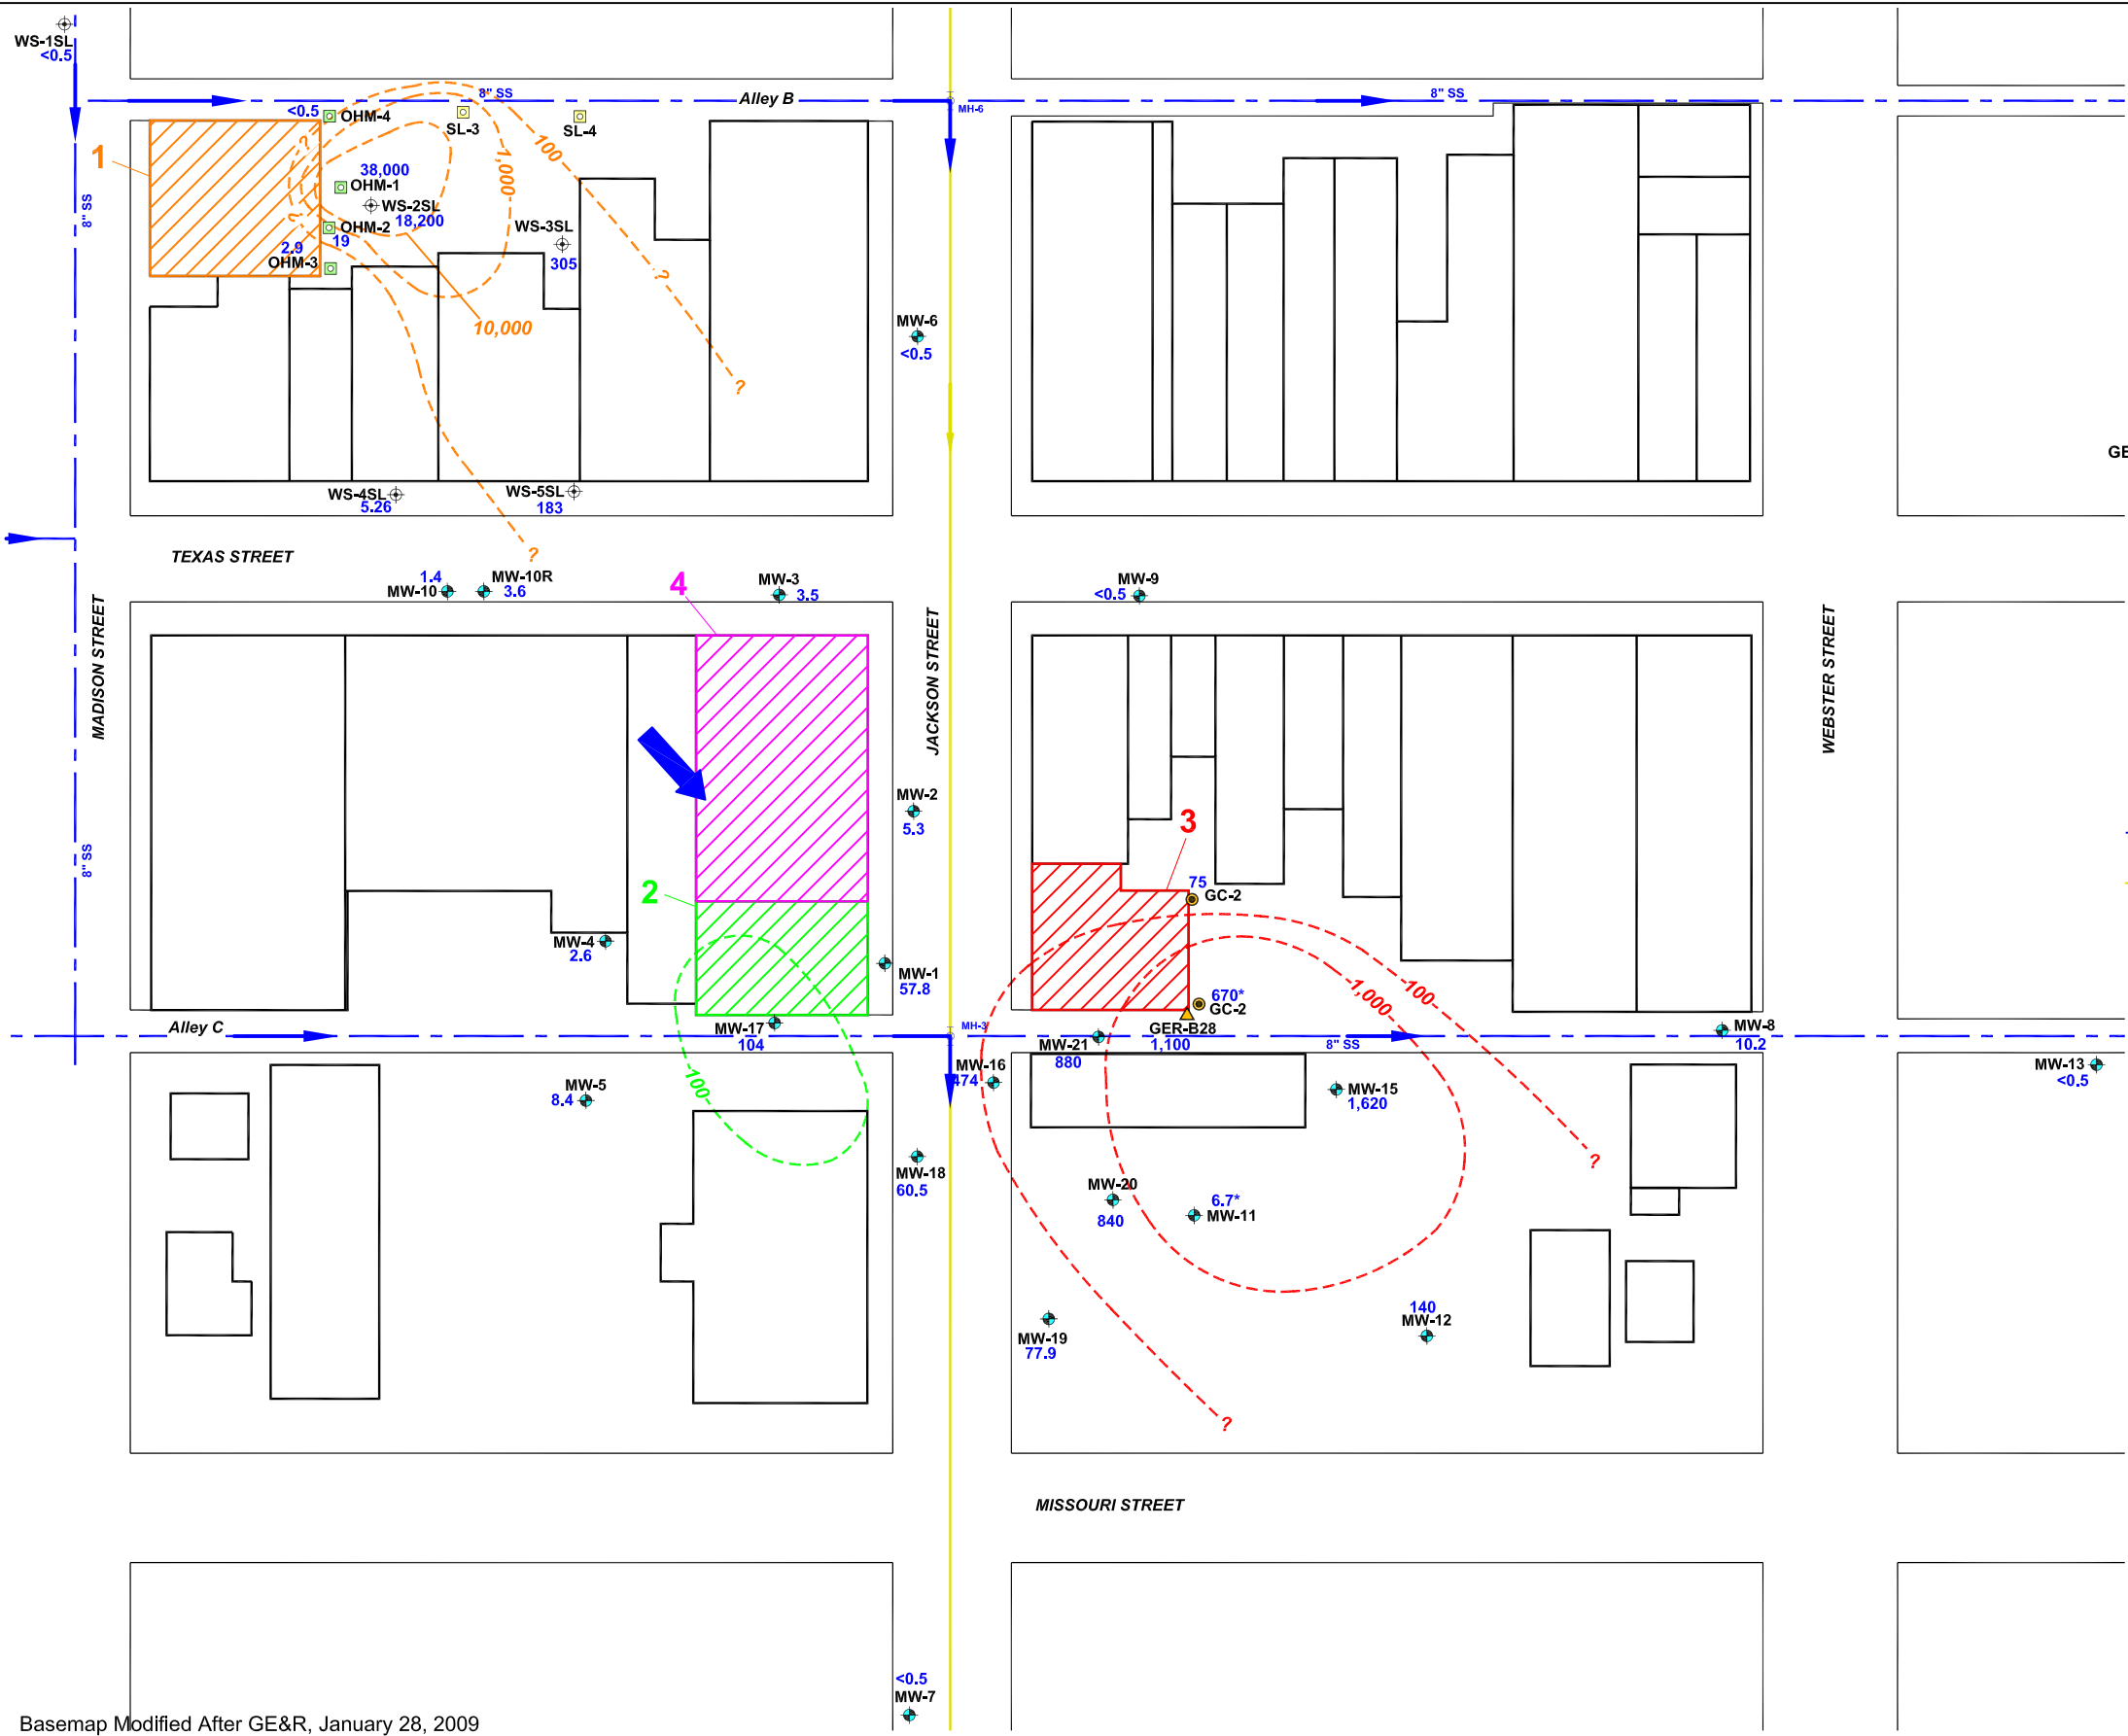 WS-1SL
<0.5
8" SS
Alley B
MH-6
8" SS
<0.5
OHM-4
SL-3
SL-4
1
?
1,000
100
38,000
OHM-1
WS-2SL
18,200
8" SS
?
OHM-2
19
WS-3SL
305
2.9
OHM-3
?
10,000
MW-6
<0.5
?
GE
WS-4SL
5.26
WS-5SL
183
TEXAS STREET
?
1.4
MW-10
MW-10R
3.6
4
MW-3
3.5
MW-9
<0.5
MADISON STREET
JACKSON STREET
WEBSTER STREET
MW-2
5.3
3
8" SS
2
75
GC-2
MW-4
2.6
MW-1
57.8
1,000
100
670*
GC-2
Alley C
MW-17
104
MH-3
GER-B28
1,100
MW-21
880
8" SS
MW-8
10.2
MW-16
474
MW-13
<0.5
MW-5
8.4
100
MW-15
1,620
MW-18
60.5
?
MW-20
840
6.7*
MW-11
140
MW-12
MW-19
77.9
?
MISSOURI STREET
<0.5
MW-7
Basemap Modified After GE&R, January 28, 2009